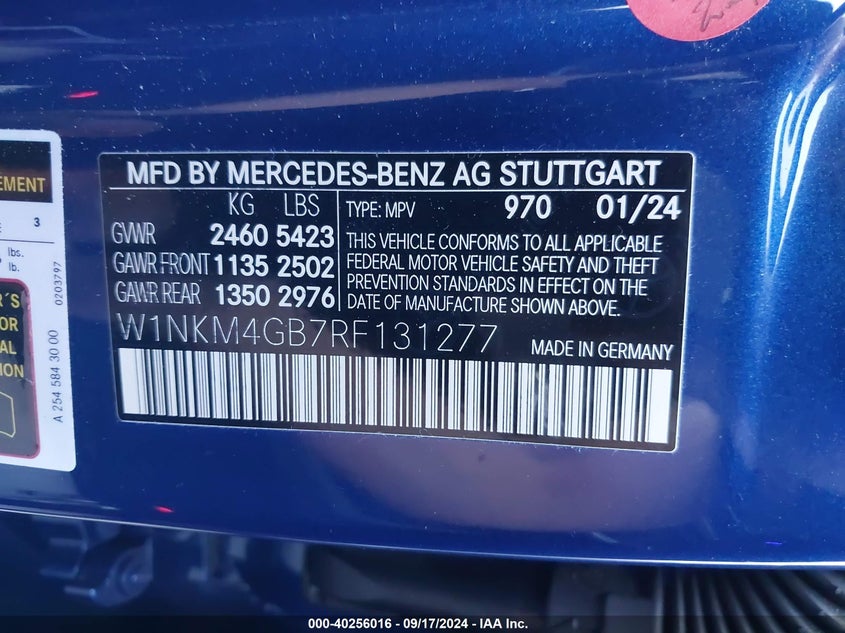 MFD BY MERCEDES-BENZ AG STUTTGART
KG LBS
GVWR 2460 5423
GAWR FRONT 1135 2502
GAWR REAR 1350 2976
TYPE: MPV 970 01/24
THIS VEHICLE CONFORMS TO ALL APPLICABLE
FEDERAL MOTOR VEHICLE SAFETY AND THEFT
PREVENTION STANDARDS IN EFFECT ON THE
DATE OF MANUFACTURE SHOWN ABOVE.
W1NKM4GB7RF131277
MADE IN GERMANY
EMENT
3
lbs.
lb.
0203797
A 254 584 30 00
000-40256016 - 09/17/2024 - IAA Inc.